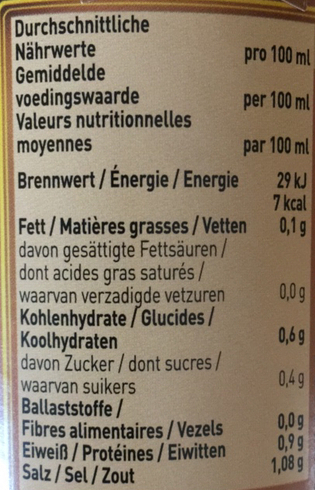 Durchschnittliche
Nährwerte pro 100 ml
Gemiddelde
voedingswaarde per 100 ml
Valeurs nutritionnelles
moyennes par 100 ml
Brennwert / Énergie / Energie 29 kJ
7 kcal
Fett / Matières grasses / Vetten 0,1 g
davon gesättigte Fettsäuren /
dont acides gras saturés /
waarvan verzadigde vetzuren 0,0 g
Kohlenhydrate / Glucides /
Koolhydraten 0,6 g
davon Zucker / dont sucres /
waarvan suikers 0,4 g
Ballaststoffe /
Fibres alimentaires / Vezels 0,0 g
Eiweiß / Protéines / Eiwitten 0,9 g
Salz / Sel / Zout 1,08 g